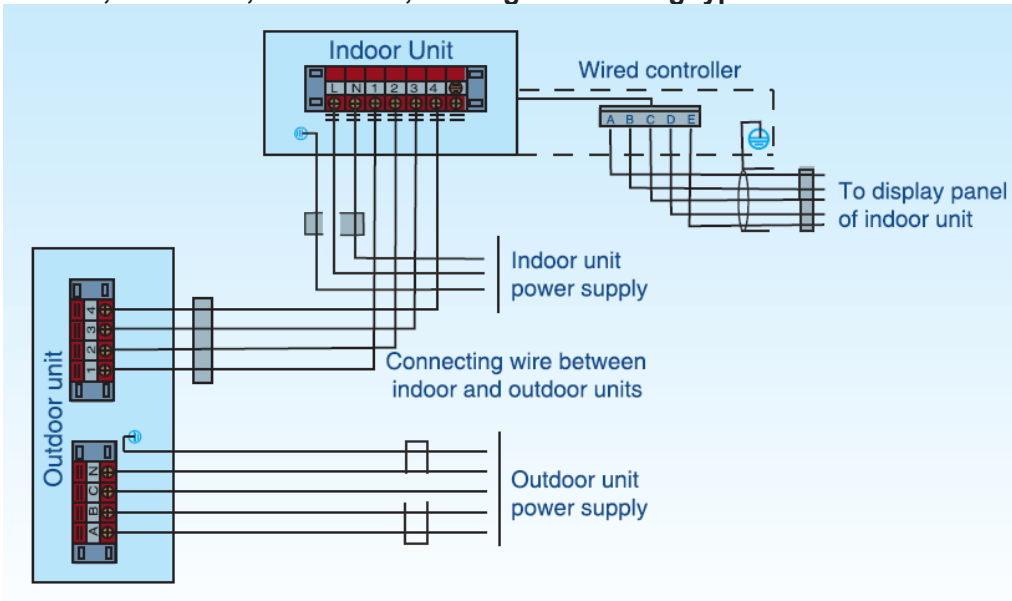 Indoor Unit
L N 1 2 3 4
Wired controller
A B C D E
To display panel
of indoor unit
Indoor unit
power supply
4
3
2
1
Outdoor unit
Connecting wire between
indoor and outdoor units
N
C
B
A
Outdoor unit
power supply